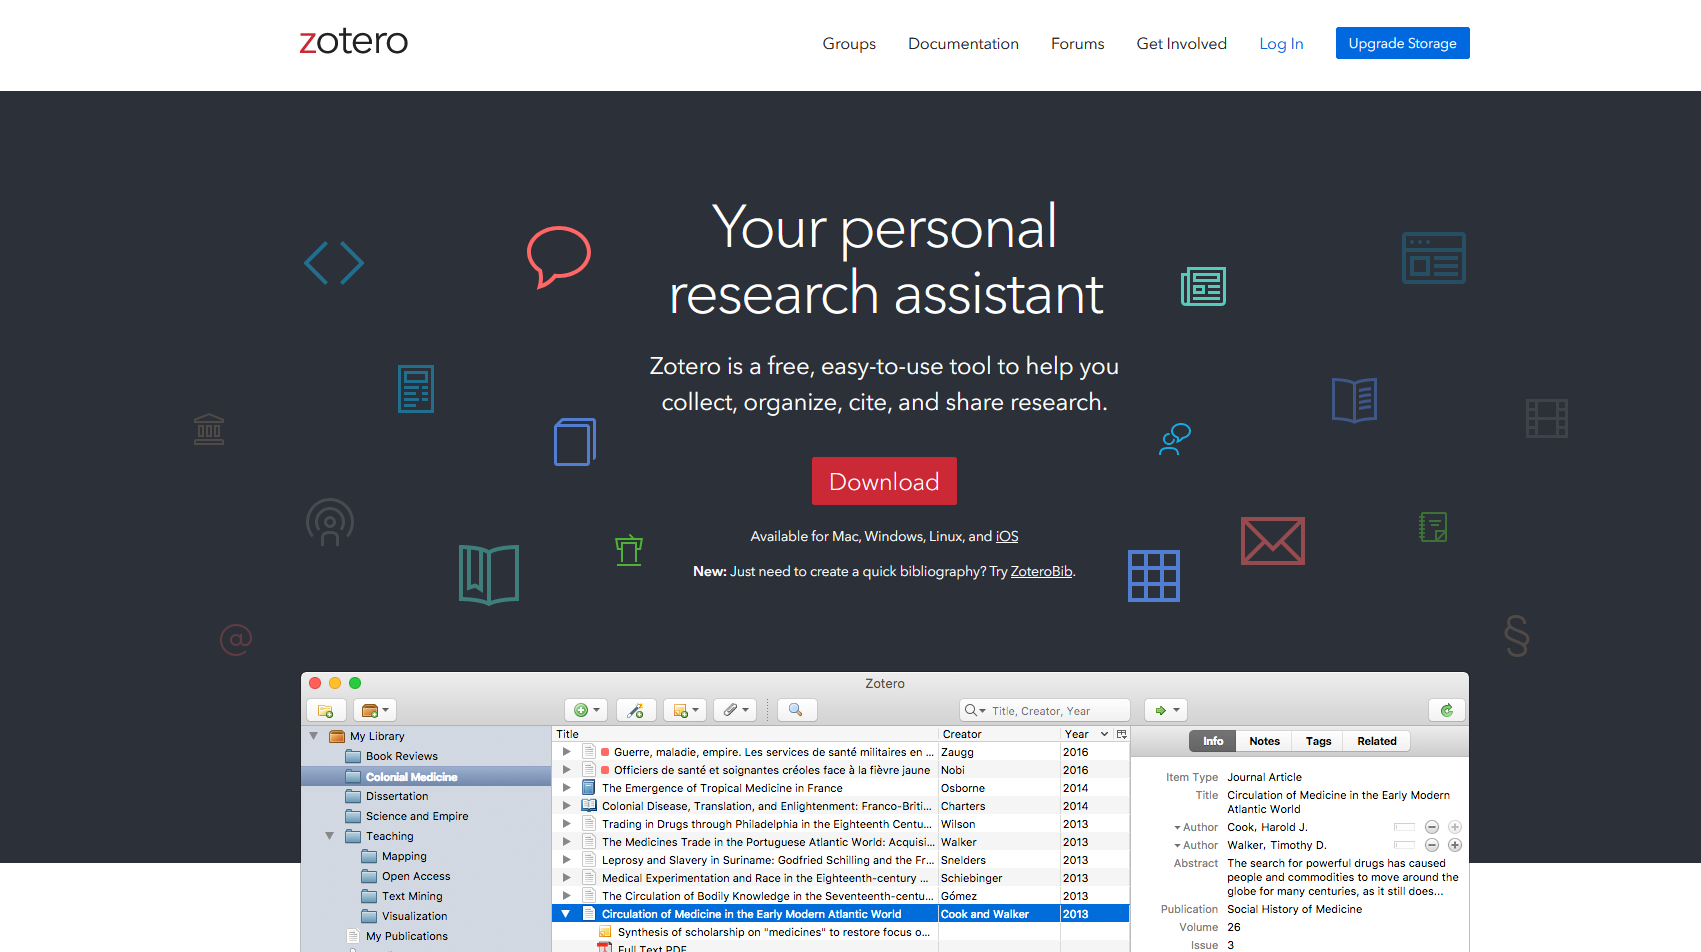 zotero
Groups
Documentation
Forums
Get Involved
Log In
Upgrade Storage
Your personal
research assistant
Zotero is a free, easy-to-use tool to help you
collect, organize, cite, and share research.
Download
Available for Mac, Windows, Linux, and iOS
New: Just need to create a quick bibliography? Try ZoteroBib.
@
§
Zotero
Title, Creator, Year
My Library
Book Reviews
Colonial Medicine
Dissertation
Science and Empire
Teaching
Mapping
Open Access
Text Mining
Visualization
My Publications
Title Creator Year
Guerre, maladie, empire. Les services de santé militaires en ... Zaugg 2016
Officiers de santé et soignantes créoles face à la fièvre jaune Nobi 2016
The Emergence of Tropical Medicine in France Osborne 2014
Colonial Disease, Translation, and Enlightenment: Franco-Briti... Charters 2014
Trading in Drugs through Philadelphia in the Eighteenth Centu... Wilson 2013
The Medicines Trade in the Portuguese Atlantic World: Acquisi... Walker 2013
Leprosy and Slavery in Suriname: Godfried Schilling and the Fr... Snelders 2013
Medical Experimentation and Race in the Eighteenth-century ... Schiebinger 2013
The Circulation of Bodily Knowledge in the Seventeenth-centu... Gómez 2013
Circulation of Medicine in the Early Modern Atlantic World Cook and Walker 2013
Synthesis of scholarship on "medicines" to restore focus o...
Full Text PDF
Info
Notes
Tags
Related
Item Type Journal Article
Title Circulation of Medicine in the Early Modern
Atlantic World
Author Cook, Harold J.
Author Walker, Timothy D.
Abstract The search for powerful drugs has caused
people and commodities to move around the
globe for many centuries, as it still does...
Publication Social History of Medicine
Volume 26
Issue 3